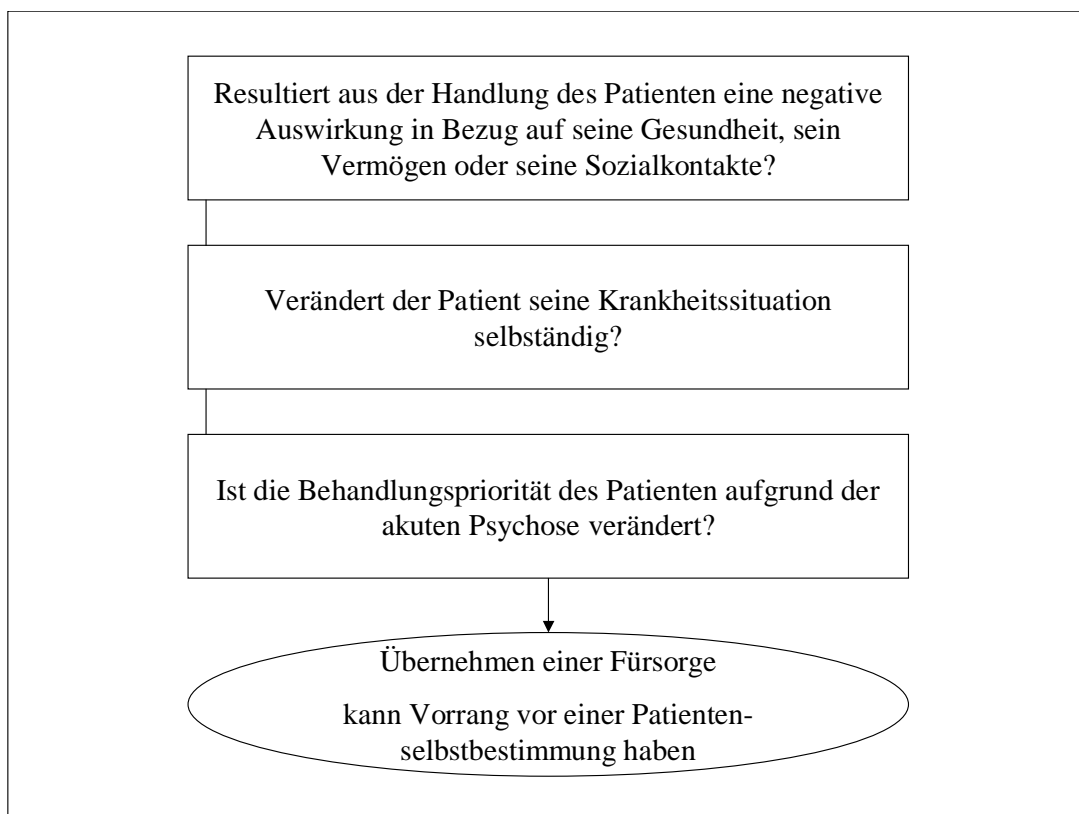 Resultiert aus der Handlung des Patienten eine negative
Auswirkung in Bezug auf seine Gesundheit, sein
Vermögen oder seine Sozialkontakte?
Verändert der Patient seine Krankheitssituation
selbständig?
Ist die Behandlungspriorität des Patienten aufgrund der
akuten Psychose verändert?
Übernehmen einer Fürsorge
kann Vorrang vor einer Patienten-
selbstbestimmung haben